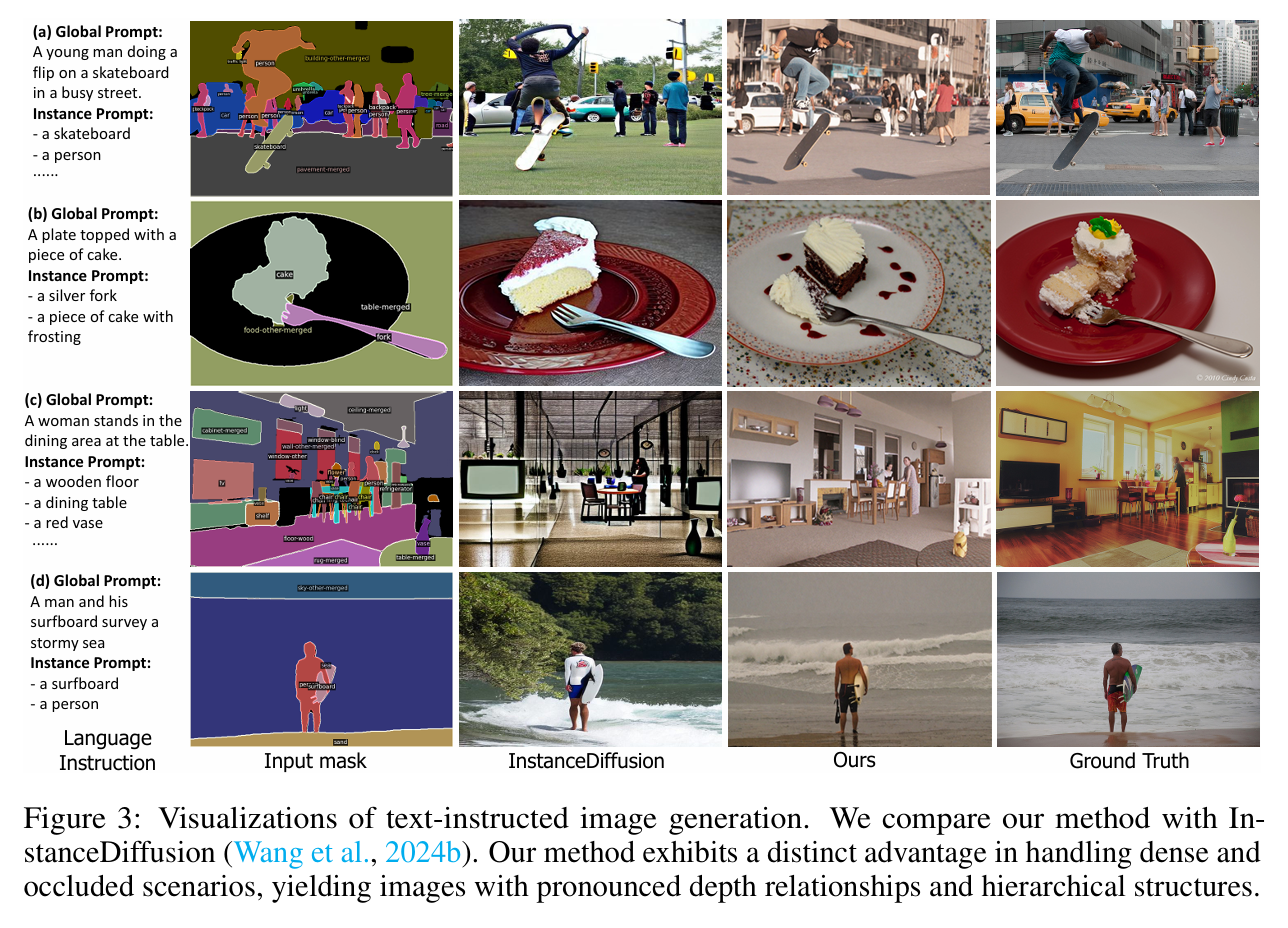 (a) Global Prompt:
A young man doing a
flip on a skateboard
in a busy street.
Instance Prompt:
- a skateboard
- a person
......
person
building-other-merged
person
umbrella
tree-merged
backpack
car
person
person
car
person
backpack
person
person
skateboard
pavement-merged
(b) Global Prompt:
A plate topped with a
piece of cake.
Instance Prompt:
- a silver fork
- a piece of cake with
frosting
cake
table-merged
food-other-merged
fork
© 2010 Cindy Costa
(c) Global Prompt:
A woman stands in the
dining area at the table.
Instance Prompt:
- a wooden floor
- a dining table
- a red vase
......
light
ceiling-merged
cabinet-merged
window-blind
wall-other-merged
window-other
flower
tv
person
refrigerator
chair
chair
chair
shelf
floor-wood
vase
rug-merged
table-merged
(d) Global Prompt:
A man and his
surfboard survey a
stormy sea
Instance Prompt:
- a surfboard
- a person
sky-other-merged
surfboard
sand
Language
Instruction
Input mask
InstanceDiffusion
Ours
Ground Truth
Figure 3: Visualizations of text-instructed image generation. We compare our method with In-
stanceDiffusion (Wang et al., 2024b). Our method exhibits a distinct advantage in handling dense and
occluded scenarios, yielding images with pronounced depth relationships and hierarchical structures.